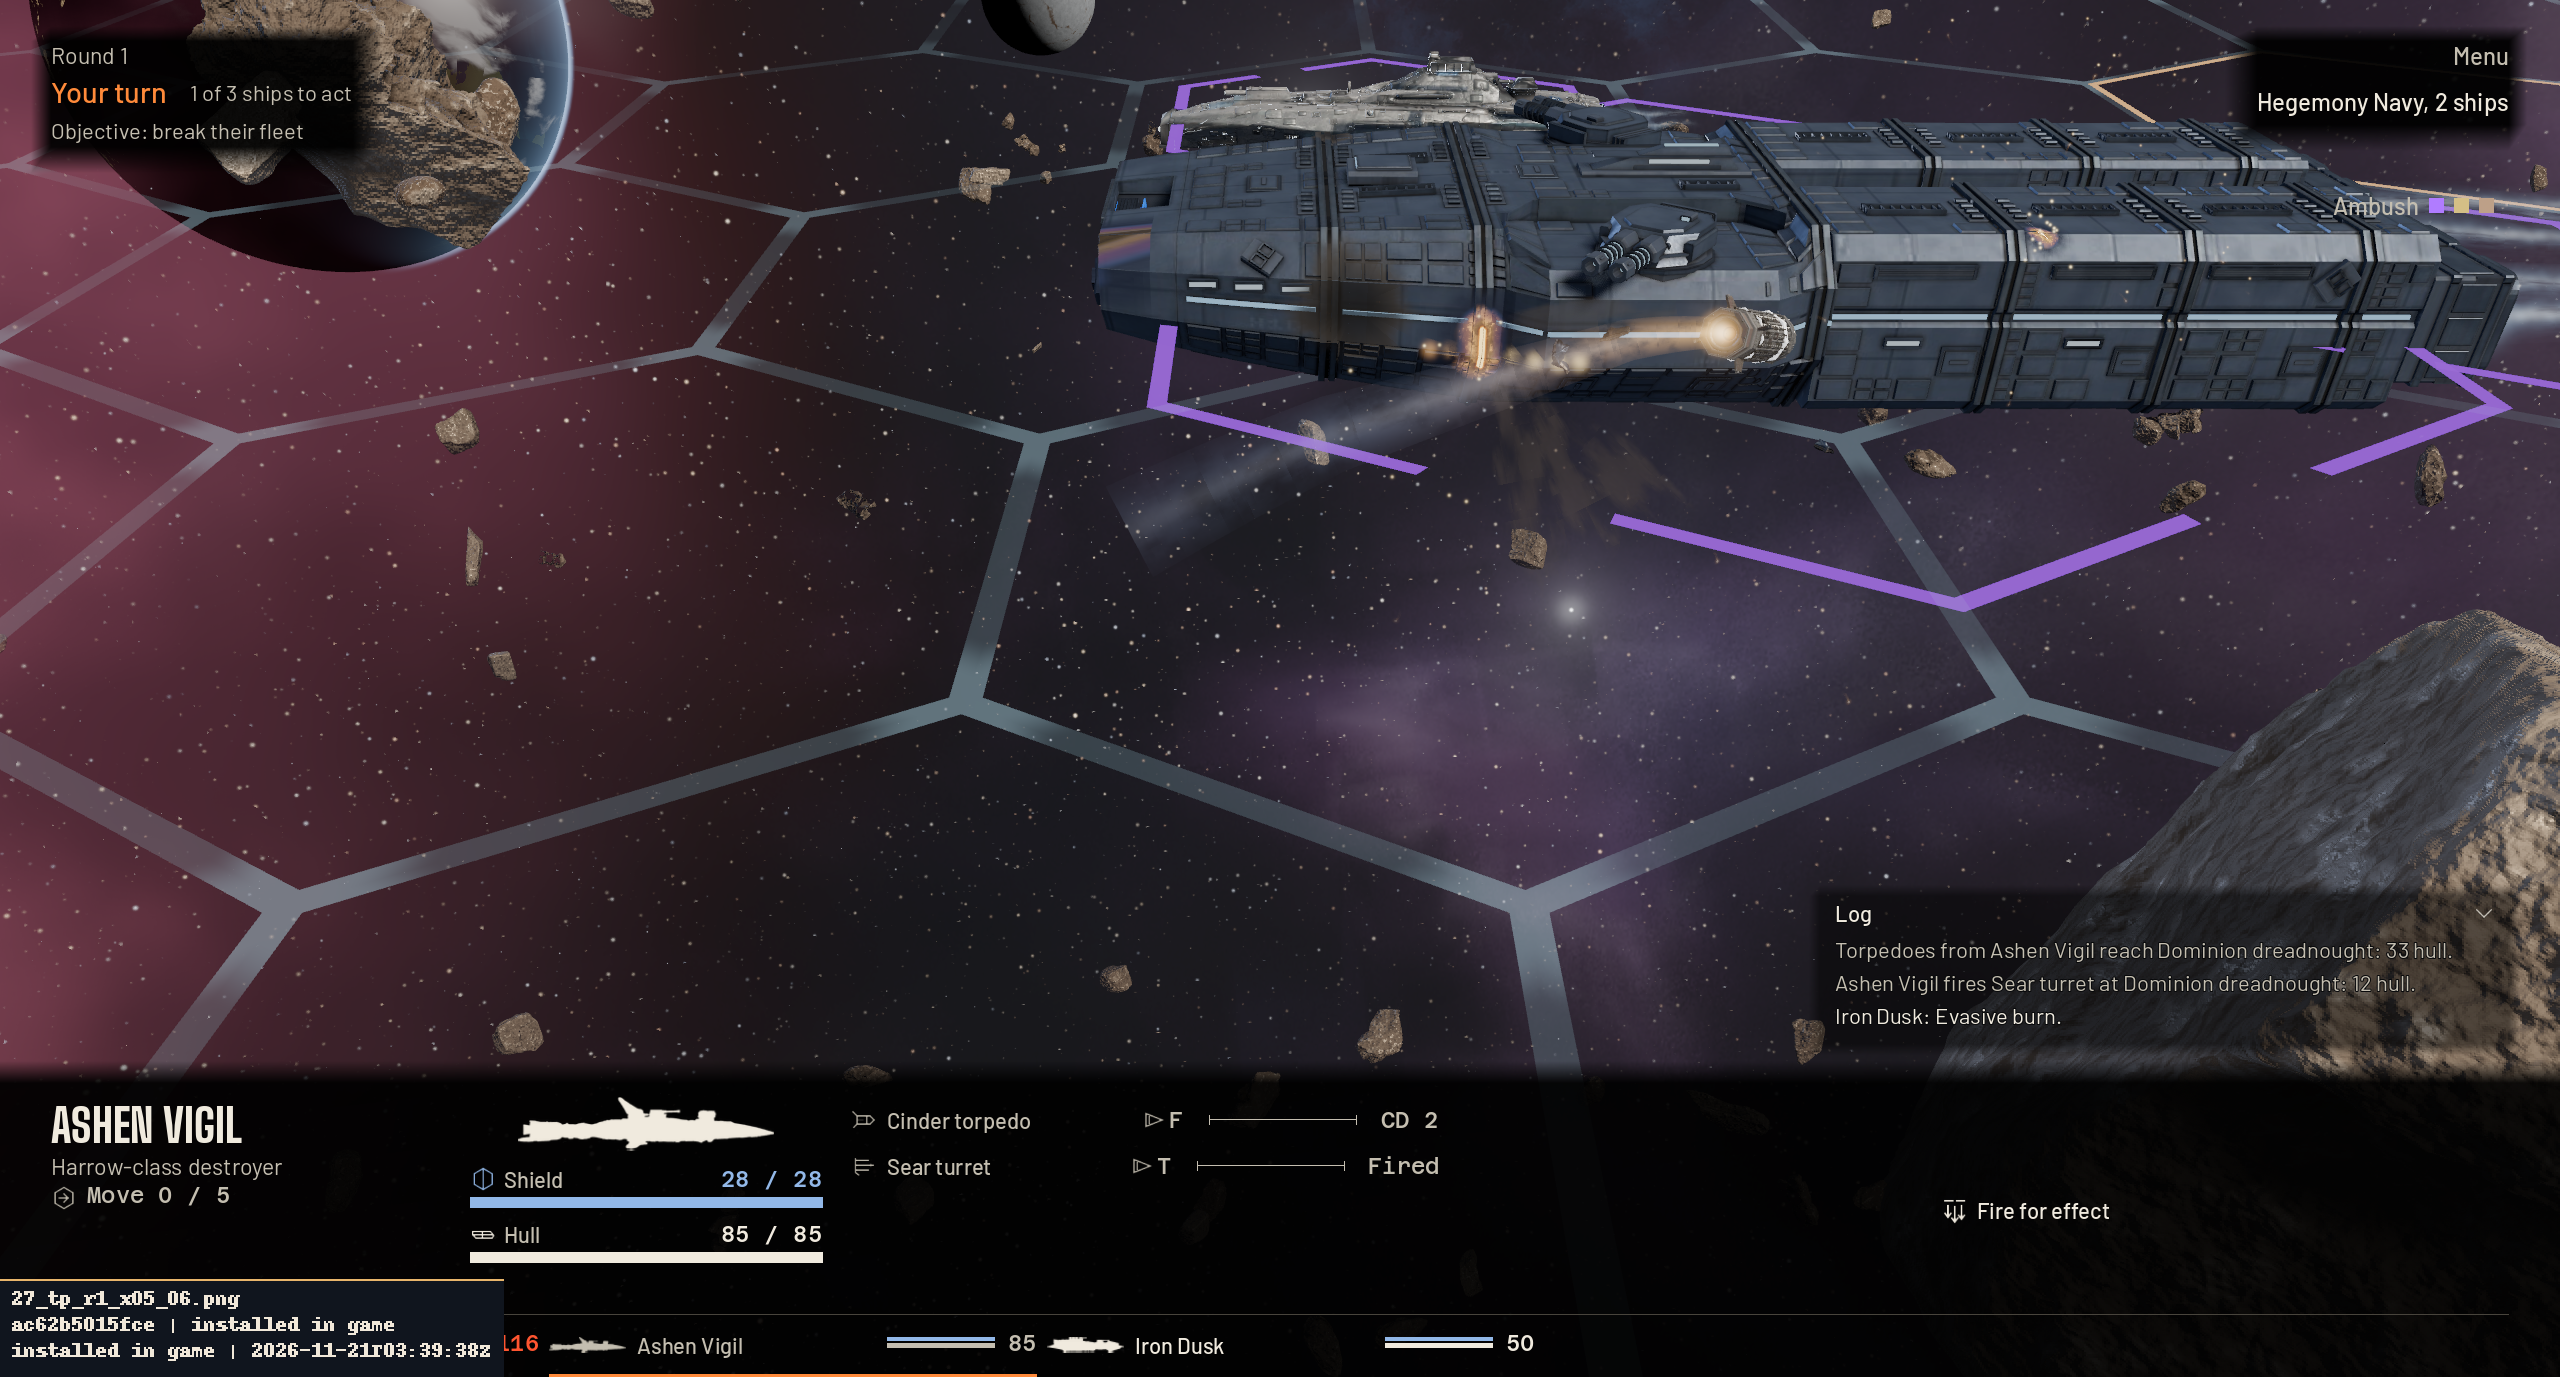 Round 1
Your turn 1 of 3 ships to act
Objective: break their fleet
Menu
Hegemony Navy, 2 ships
Ambush
Log
Torpedoes from Ashen Vigil reach Dominion dreadnought: 33 hull.
Ashen Vigil fires Sear turret at Dominion dreadnought: 12 hull.
Iron Dusk: Evasive burn.
ASHEN VIGIL
Harrow-class destroyer
Move 0 / 5
Shield 28 / 28
Hull 85 / 85
Cinder torpedo F CD 2
Sear turret T Fired
Fire for effect
27_tp_r1_x05_06.png
ac62b5015fce | installed in game
installed in game | 2026-11-21T03:39:38Z
116 Ashen Vigil 85 Iron Dusk 50